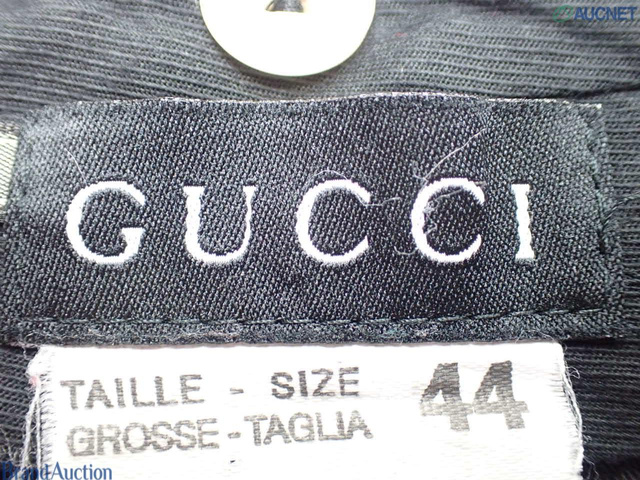 AUCNET
GUCCI
TAILLE - SIZE 44
GROSSE-TAGLIA
BrandAuction